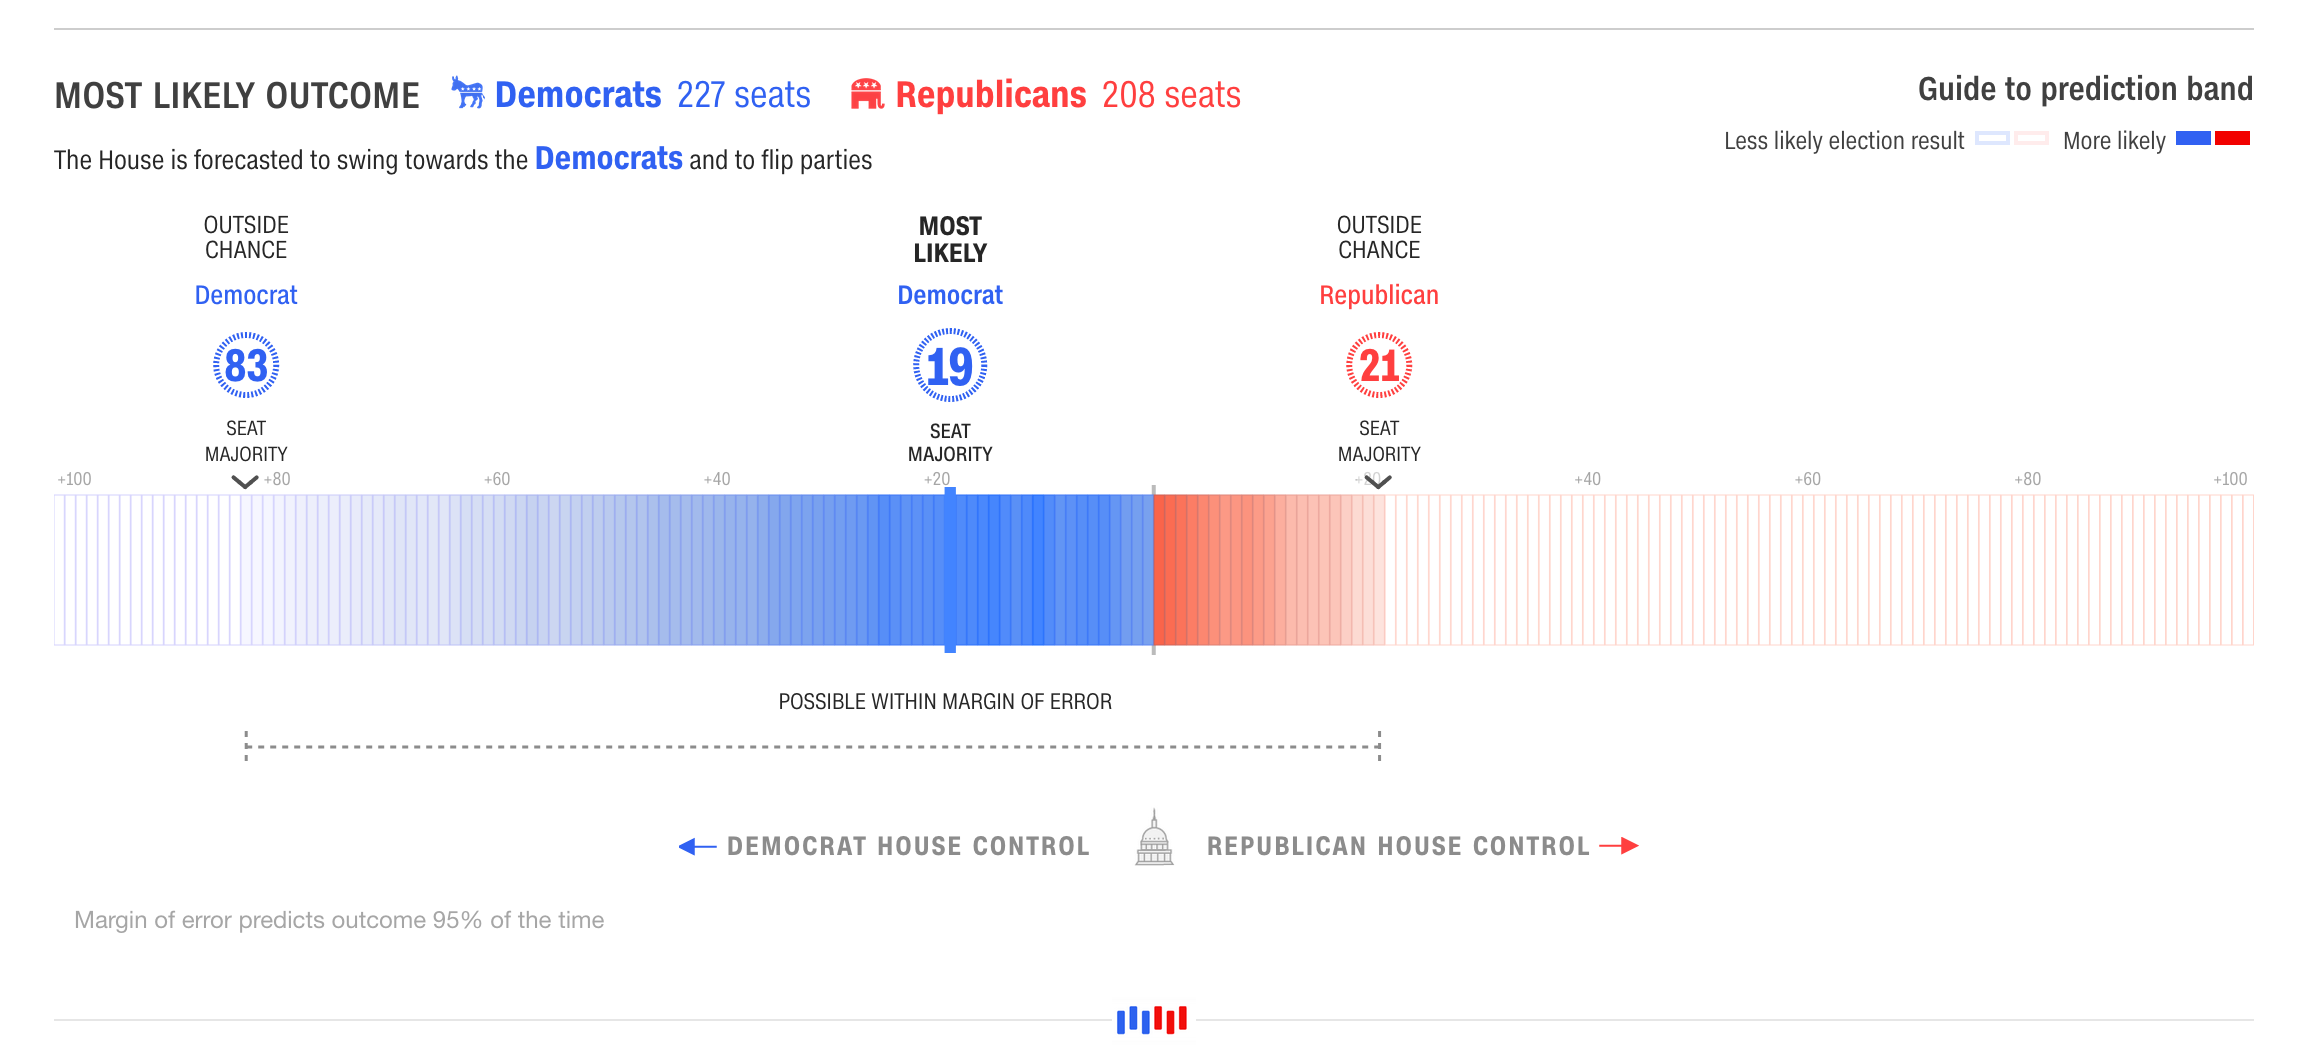 MOST LIKELY OUTCOME Democrats 227 seats Republicans 208 seats
Guide to prediction band
Less likely election result More likely
The House is forecasted to swing towards the Democrats and to flip parties
OUTSIDE
CHANCE
Democrat
83
SEAT
MAJORITY
MOST
LIKELY
Democrat
19
SEAT
MAJORITY
OUTSIDE
CHANCE
Republican
21
SEAT
MAJORITY
+100 +80 +60 +40 +20 +20 +40 +60 +80 +100
POSSIBLE WITHIN MARGIN OF ERROR
DEMOCRAT HOUSE CONTROL REPUBLICAN HOUSE CONTROL
Margin of error predicts outcome 95% of the time